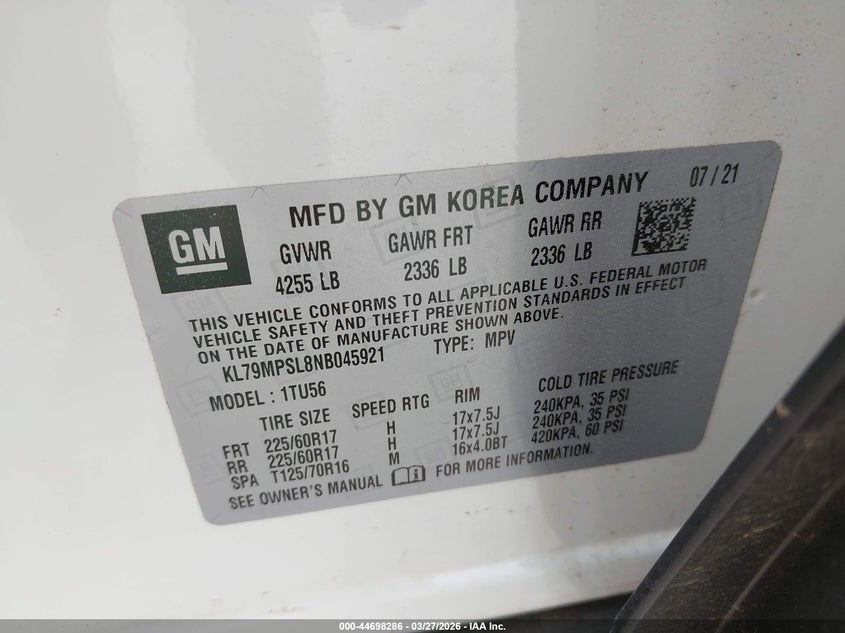 GM
MFD BY GM KOREA COMPANY 07 / 21
GVWR GAWR FRT GAWR RR
4255 LB 2336 LB 2336 LB
THIS VEHICLE CONFORMS TO ALL APPLICABLE U.S. FEDERAL MOTOR
VEHICLE SAFETY AND THEFT PREVENTION STANDARDS IN EFFECT
ON THE DATE OF MANUFACTURE SHOWN ABOVE.
KL79MPSL8NB045921 TYPE: MPV
MODEL : 1TU56
TIRE SIZE SPEED RTG RIM COLD TIRE PRESSURE
FRT 225/60R17 H 17x7.5J 240KPA, 35 PSI
RR 225/60R17 H 17x7.5J 240KPA, 35 PSI
SPA T125/70R16 M 16x4.0BT 420KPA, 60 PSI
SEE OWNER'S MANUAL FOR MORE INFORMATION.
000-44698286 - 03/27/2026 - IAA Inc.